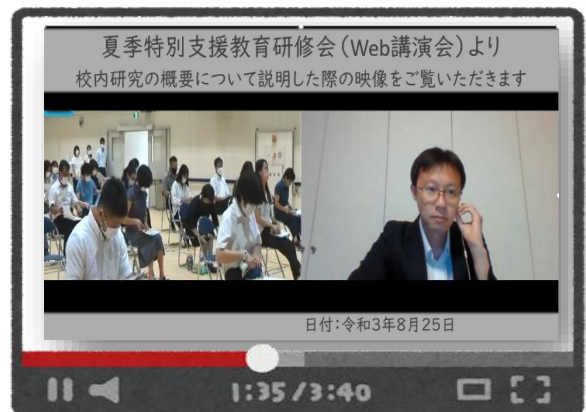 夏季特別支援教育研修会(Web講演会)より
校内研究の概要について説明した際の映像をご覧いただきます
日付:令和3年8月25日
1:35/3:40